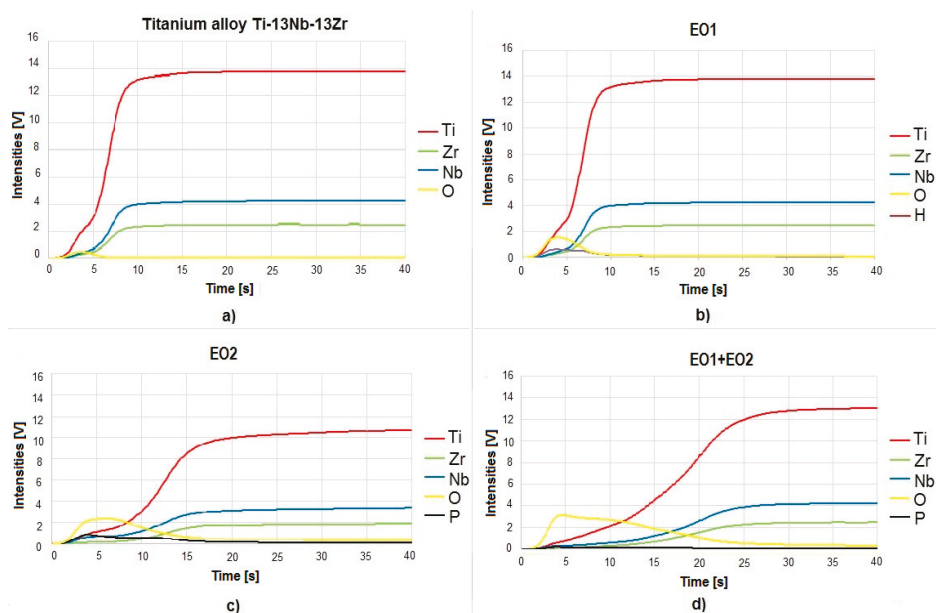 Titanium alloy Ti-13Nb-13Zr
16
14
12
10
8
6
4
2
0
Intensities [V]
0 5 10 15 20 25 30 35 40
Time [s]
Ti
Zr
Nb
O
a)
EO1
16
14
12
10
8
6
4
2
0
Intensities [V]
0 5 10 15 20 25 30 35 40
Time [s]
Ti
Zr
Nb
O
H
b)
EO2
16
14
12
10
8
6
4
2
0
Intensities [V]
0 5 10 15 20 25 30 35 40
Time [s]
Ti
Zr
Nb
O
P
c)
EO1+EO2
16
14
12
10
8
6
4
2
0
Intensities [V]
0 5 10 15 20 25 30 35 40
Time [s]
Ti
Zr
Nb
O
P
d)